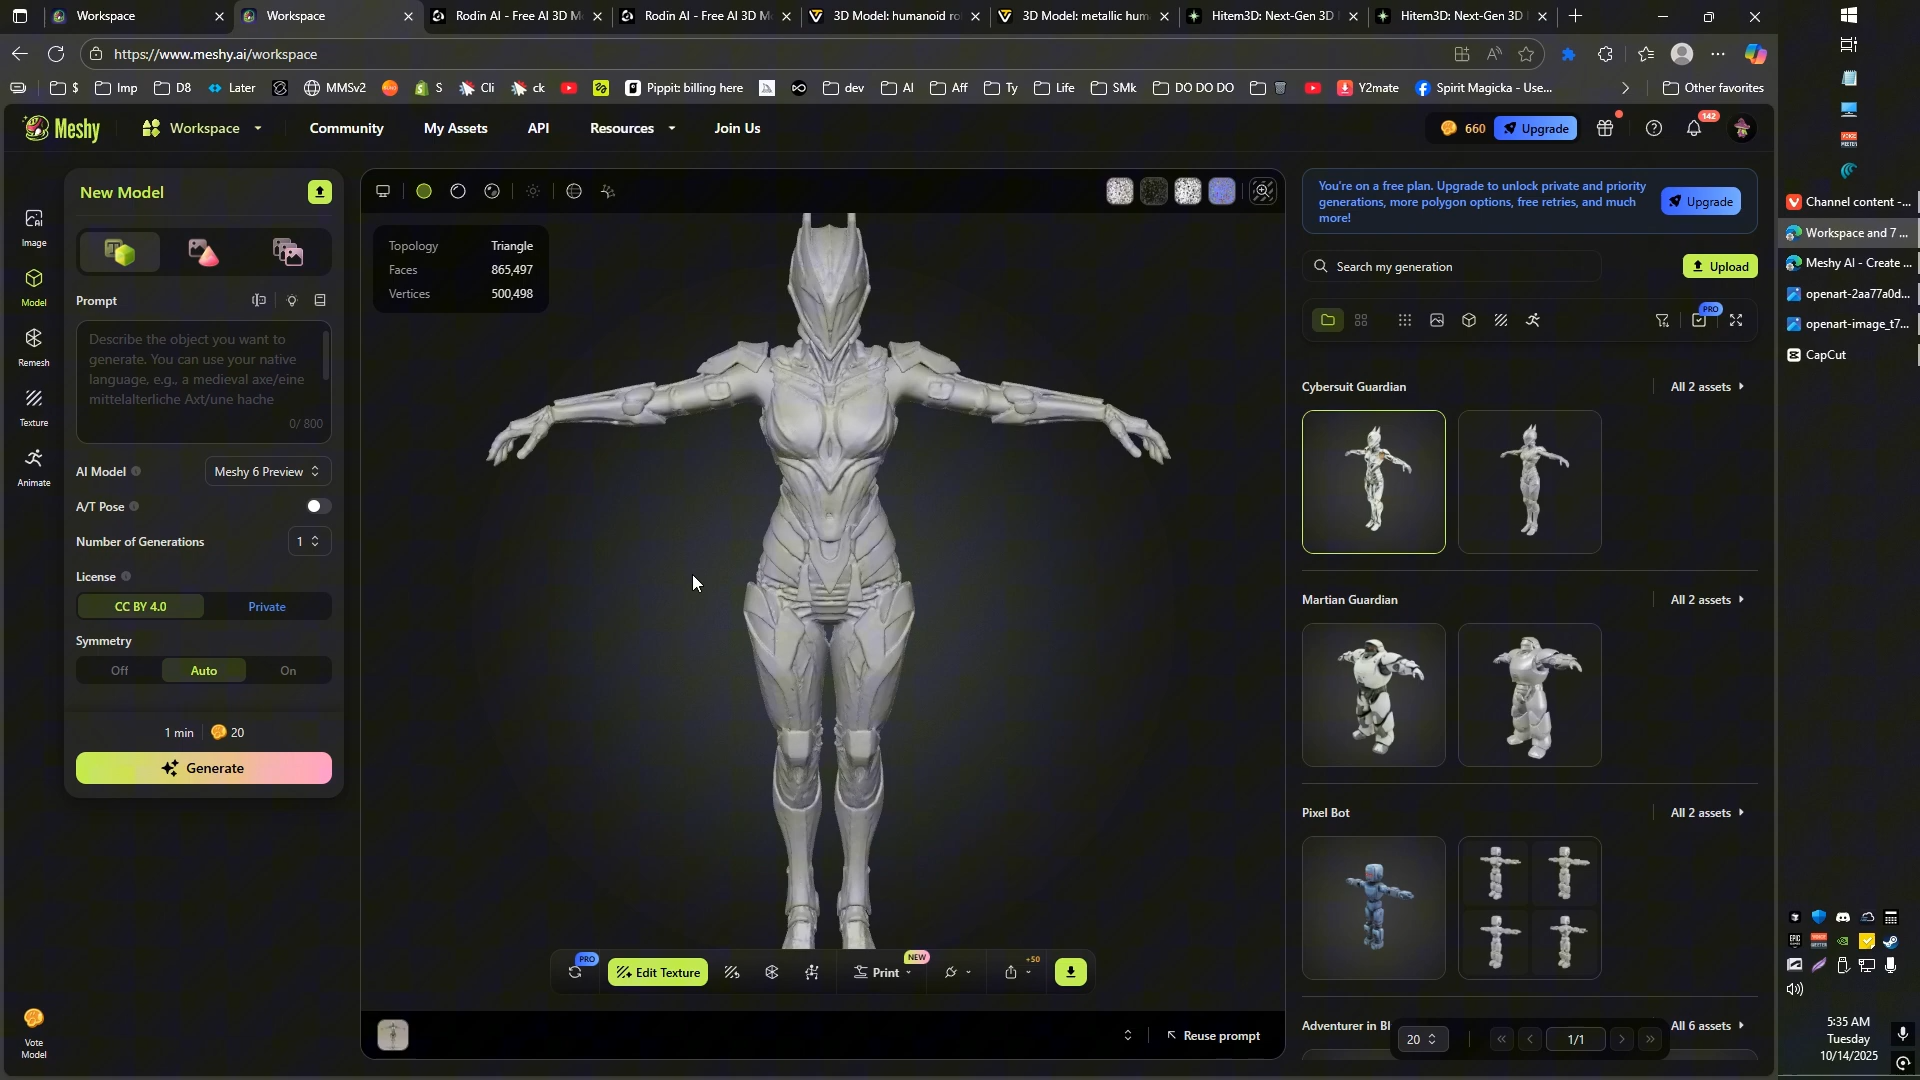 Workspace
Workspace
Rodin AI - Free AI 3D M
Rodin AI - Free AI 3D M
3D Model: humanoid ro
3D Model: metallic hum
Hitem3D: Next-Gen 3D
Hitem3D: Next-Gen 3D
https://www.meshy.ai/workspace
$
Imp
D8
Later
MMSv2
S
Cli
ck
Pippit: billing here
dev
AI
Aff
Ty
Life
SMk
DO DO DO
Y2mate
Spirit Magicka - Use...
Other favorites
Meshy
Workspace
Community
My Assets
API
Resources
Join Us
660
Upgrade
142
New Model
Image
Model
Remesh
Texture
Animate
Prompt
Describe the object you want to
generate. You can use your native
language, e.g., a medieval axe/eine
mittelalterliche Axt/une hache
0/ 800
AI Model
Meshy 6 Preview
A/T Pose
Number of Generations
1
License
CC BY 4.0
Private
Symmetry
Off
Auto
On
1 min
20
Generate
Vote
Model
Topology Triangle
Faces 865,497
Vertices 500,498
PRO
Edit Texture
Print
NEW
+50
Reuse prompt
You're on a free plan. Upgrade to unlock private and priority
generations, more polygon options, free retries, and much
more!
Upgrade
Search my generation
Upload
PRO
Cybersuit Guardian
All 2 assets
Martian Guardian
All 2 assets
Pixel Bot
All 2 assets
Adventurer in Bl
All 6 assets
20
1/1
Channel content -...
Workspace and 7 ...
Meshy AI - Create ...
openart-2aa77a0d...
openart-image_t7...
CapCut
5:35 AM
Tuesday
10/14/2025